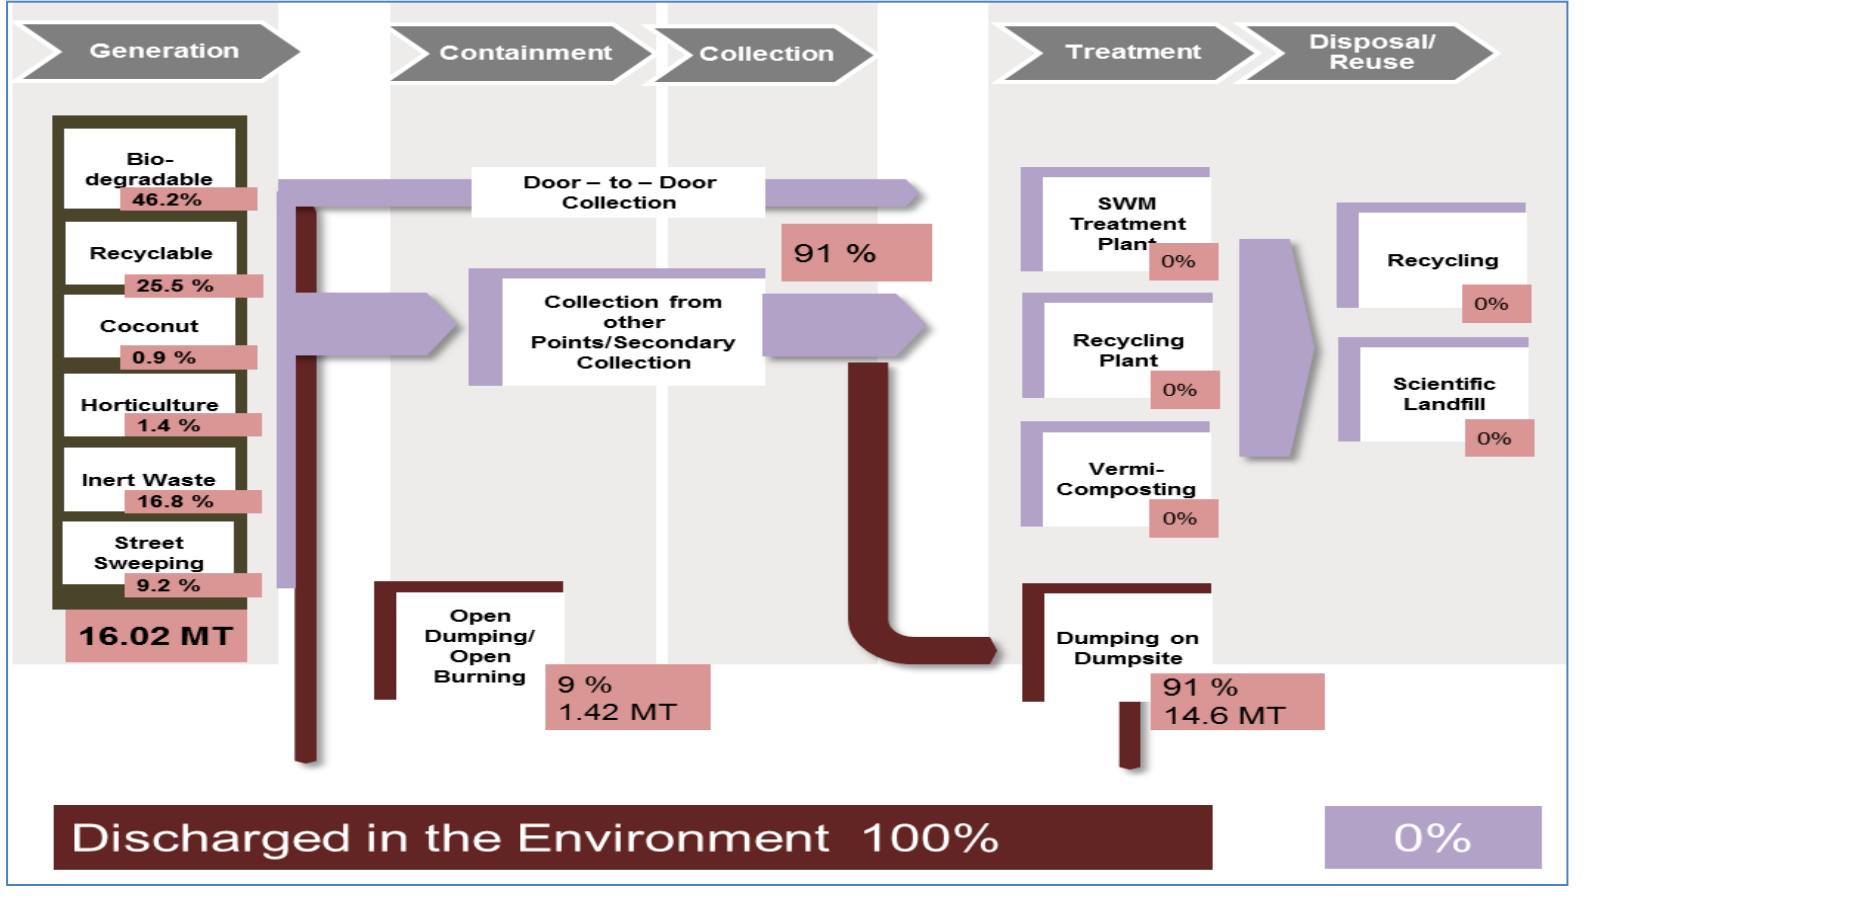 Generation
Containment
Collection
Treatment
Disposal/
Reuse
Bio-
degradable
46.2%
Recyclable
25.5 %
Coconut
0.9 %
Horticulture
1.4 %
Inert Waste
16.8 %
Street
Sweeping
9.2 %
16.02 MT
Door – to – Door
Collection
91 %
Collection from
other
Points/Secondary
Collection
Open
Dumping/
Open
Burning
9 %
1.42 MT
SWM
Treatment
Plant
0%
Recycling
Plant
0%
Vermi-
Composting
0%
Dumping on
Dumpsite
91 %
14.6 MT
Recycling
0%
Scientific
Landfill
0%
Discharged in the Environment 100%
0%